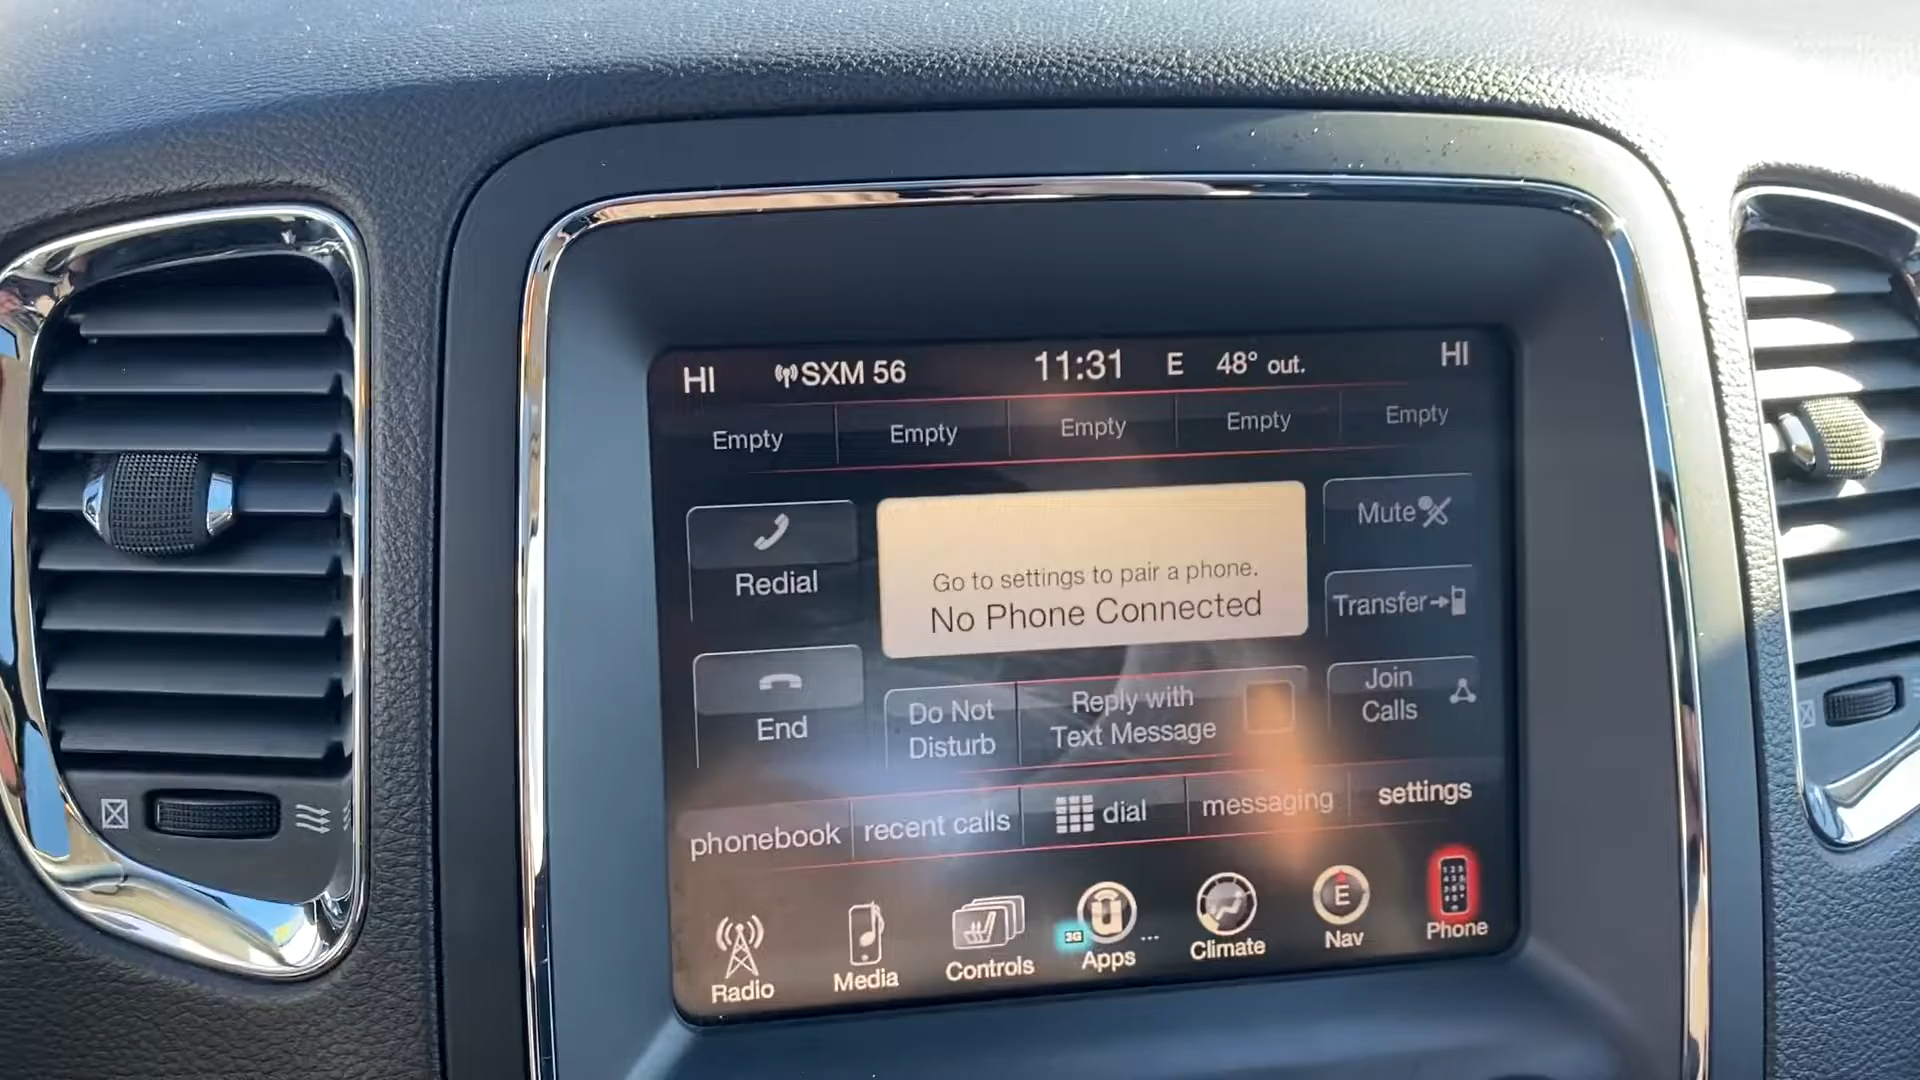 HI SXM 56 11:31 E 48° out. HI
Empty Empty Empty Empty Empty
Redial
Go to settings to pair a phone.
No Phone Connected
Mute
Transfer
End
Do Not
Disturb
Reply with
Text Message
Join
Calls
phonebook recent calls dial messaging settings
3G
E
Radio Media Controls Apps ... Climate Nav Phone